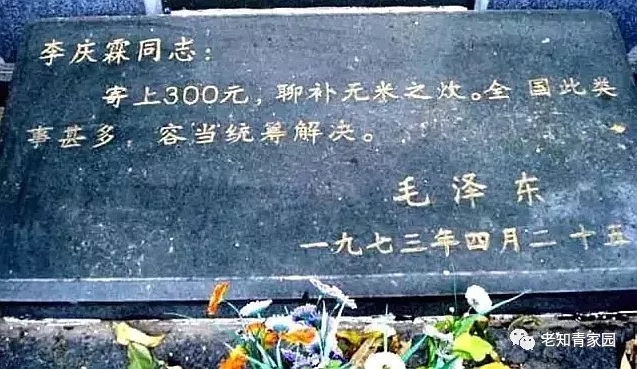 李庆霖同志：
寄上300元，聊补无米之炊。全国此类
事甚多，容当统筹解决。
毛泽东
一九七三年四月二十五
老知青家园